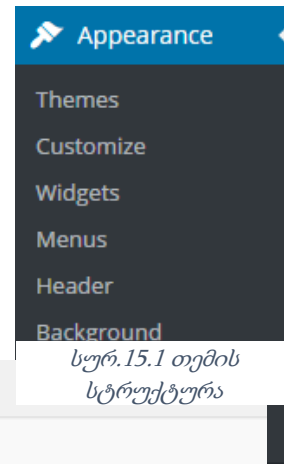 Appearance
Themes
Customize
Widgets
Menus
Header
Background
სურ.15.1 თემის
სტრუქტურა